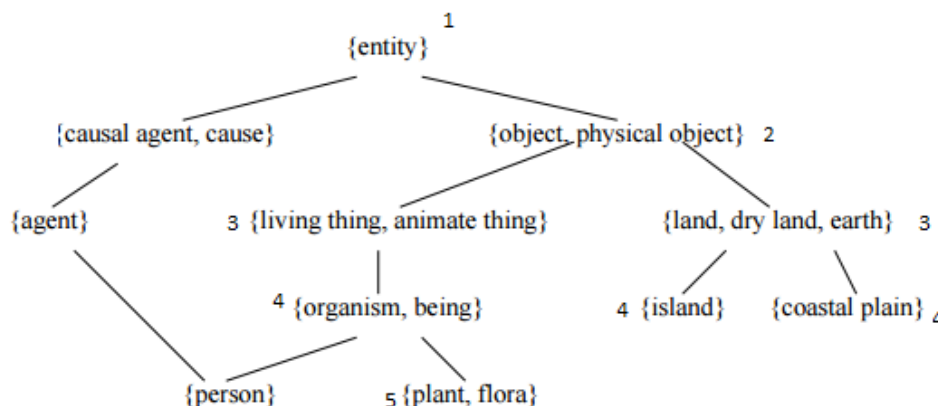 1
{entity}
{causal agent, cause} {object, physical object} 2
{agent} 3 {living thing, animate thing} {land, dry land, earth} 3
4 {organism, being} 4 {island} {coastal plain} 4
{person} 5 {plant, flora}